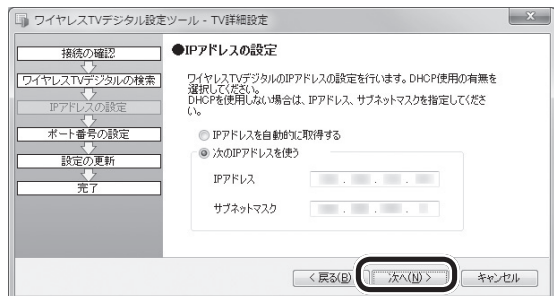 ワイヤレスTVデジタル設定ツール - TV詳細設定
接続の確認
ワイヤレスTVデジタルの検索
IPアドレスの設定
ポート番号の設定
設定の更新
完了
●IPアドレスの設定
ワイヤレスTVデジタルのIPアドレスの設定を行います。DHCP使用の有無を
選択してください。
DHCPを使用しない場合は、IPアドレス、サブネットマスクを指定してくださ
い。
IPアドレスを自動的に取得する
次のIPアドレスを使う
IPアドレス
サブネットマスク
< 戻る(B)
次へ(N) >
キャンセル